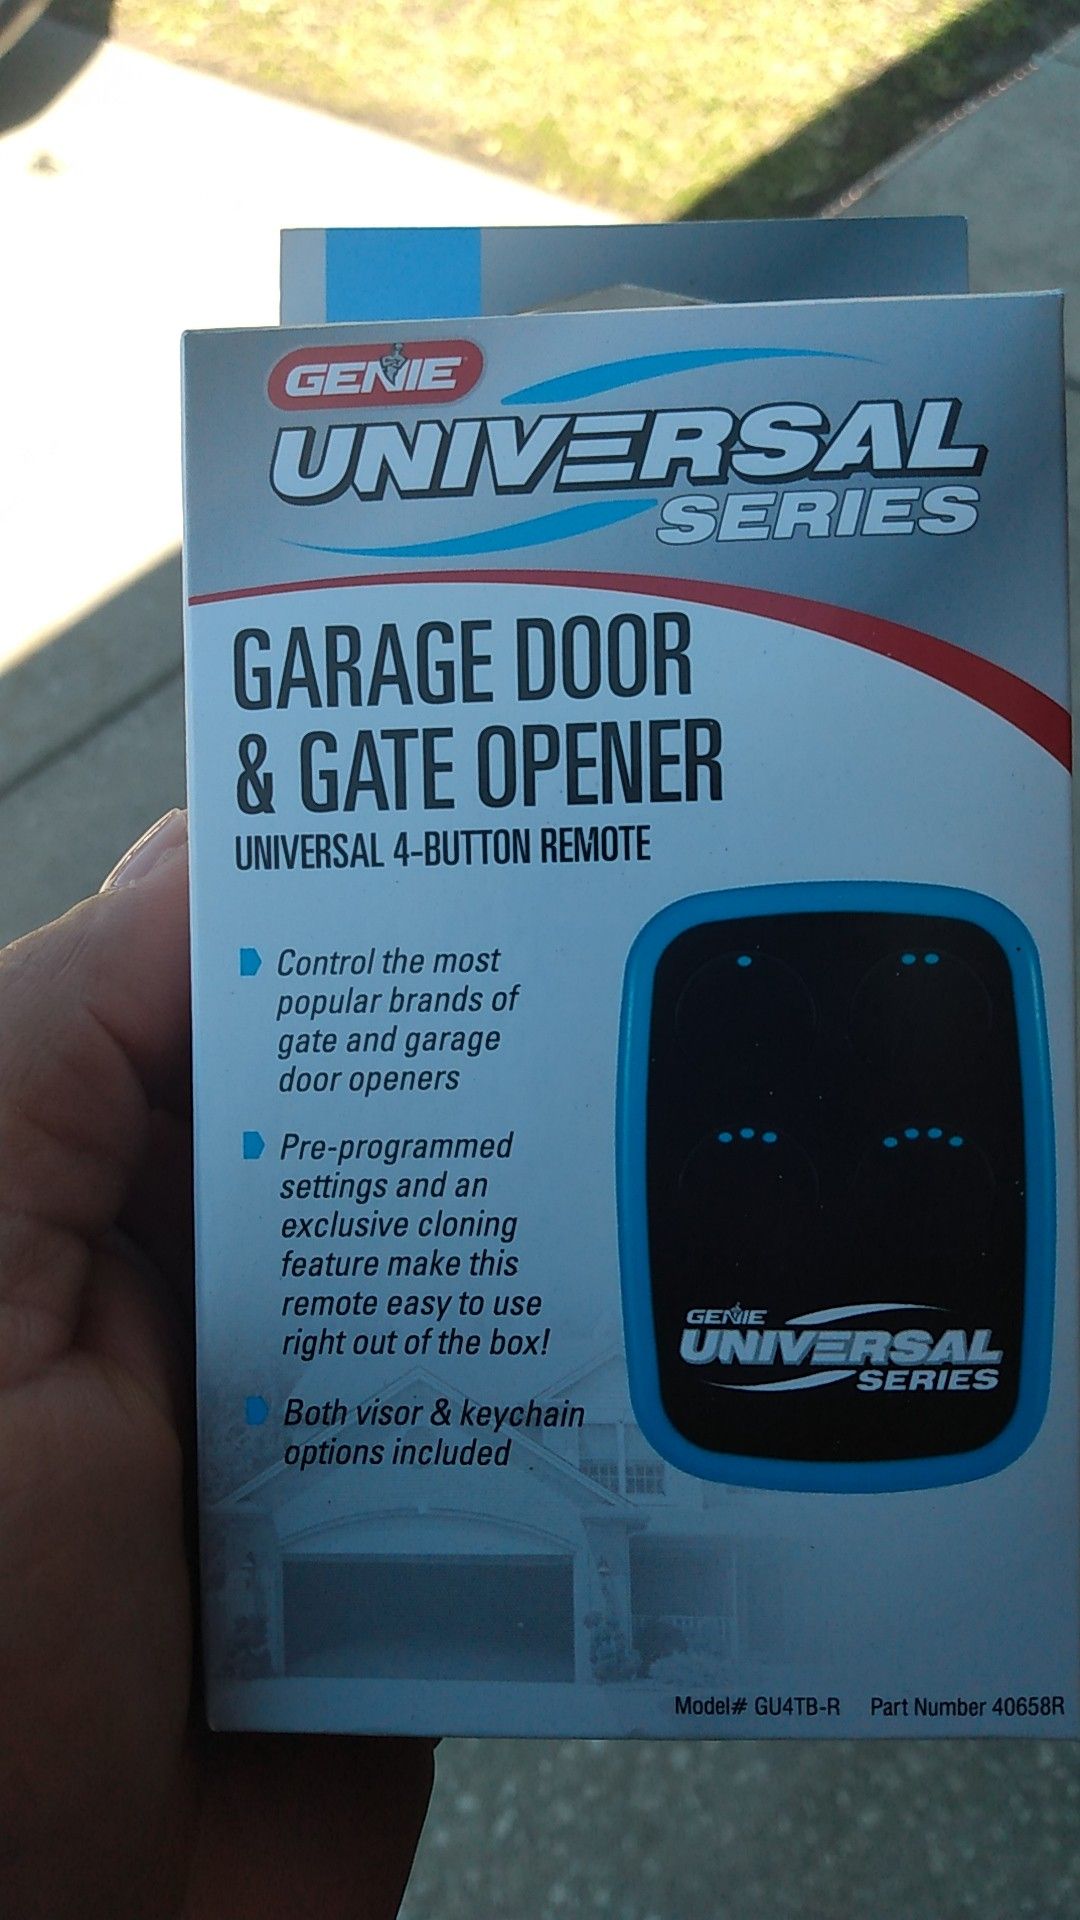 GENIE
UNIVERSAL
SERIES
GARAGE DOOR
& GATE OPENER
UNIVERSAL 4-BUTTON REMOTE
Control the most
popular brands of
gate and garage
door openers
Pre-programmed
settings and an
exclusive cloning
feature make this
remote easy to use
right out of the box!
Both visor & keychain
options included
GENIE
UNIVERSAL
SERIES
Model# GU4TB-R Part Number 40658R